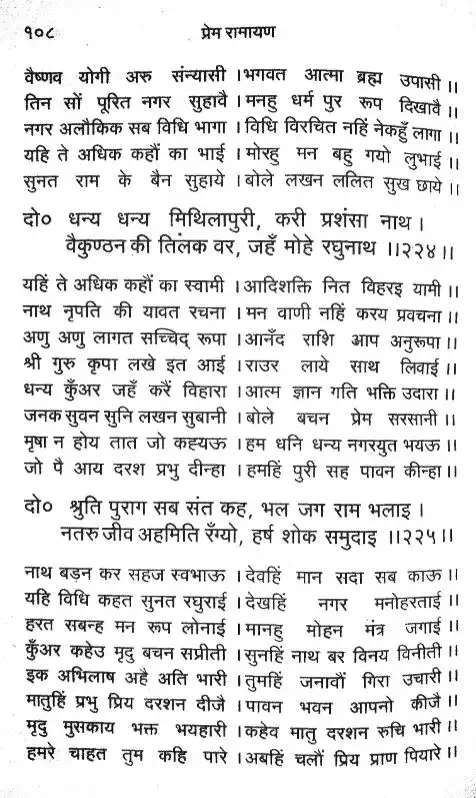 १०८ प्रेम रामायण
वैष्णव योगी अरु संन्यासी । भगवत आत्मा ब्रह्म उपासी ।।
तिन सों पूरित नगर सुहावै । मनहु धर्म पुर रूप दिखावै ।।
नगर अलौकिक सब विधि भागा । विधि विरचित नहिं नेकहुँ लागा ।।
यहि ते अधिक कहौं का भाई । मोरहु मन बहु गयो लुभाई ।।
सुनत राम के बैन सुहाये । बोले लखन ललित सुख छाये ।।
दो० धन्य धन्य मिथिलापुरी, करी प्रशंसा नाथ ।
वैकुण्ठन की तिलक वर, जहँ मोहे रघुनाथ ।।२२४।।
यहिं ते अधिक कहौं का स्वामी । आदिशक्ति नित विहरइ यामी ।।
नाथ नृपति की यावत रचना । मन वाणी नहिं करय प्रवचना ।।
अणु अणु लागत सच्चिद् रूपा । आनँद राशि आप अनुरूपा ।।
श्री गुरु कृपा लखे इत आई । राउर लाये साथ लिवाई ।।
धन्य कुँअर जहँ करें विहारा । आत्म ज्ञान गति भक्ति उदारा ।।
जनक सुवन सुनि लखन सुबानी । बोले बचन प्रेम सरसानी ।।
मृषा न होय तात जो कह्यऊ । हम धनि धन्य नगरयुत भयऊ ।।
जो पै आय दरश प्रभु दीन्हा । हमहिं पुरी सह पावन कीन्हा ।।
दो० श्रुति पुराग सब संत कह, भल जग राम भलाइ ।
नतरु जीव अहमिति रँग्यो, हर्ष शोक समुदाइ ।।२२५।।
नाथ बड़न कर सहज स्वभाऊ । देवहिं मान सदा सब काऊ ।।
यहि विधि कहत सुनत रघुराई । देखहिं नगर मनोहरताई ।।
हरत सबन्ह मन रूप लोनाई । मानहु मोहन मंत्र जगाई ।।
कुँअर कहेउ मृदु बचन सप्रीती । सुनहिं नाथ बर विनय विनीती ।।
इक अभिलाष अहै अति भारी । तुमहिं जनावौं गिरा उचारी ।।
मातुहिं प्रभु प्रिय दरशन दीजै । पावन भवन आपनो कीजै ।।
मृदु मुसकाय भक्त भयहारी । कहेव मातु दरशन रुचि भारी ।।
हमरे चाहत तुम कहि पारे । अबहिं चलौं प्रिय प्राण पियारे ।।